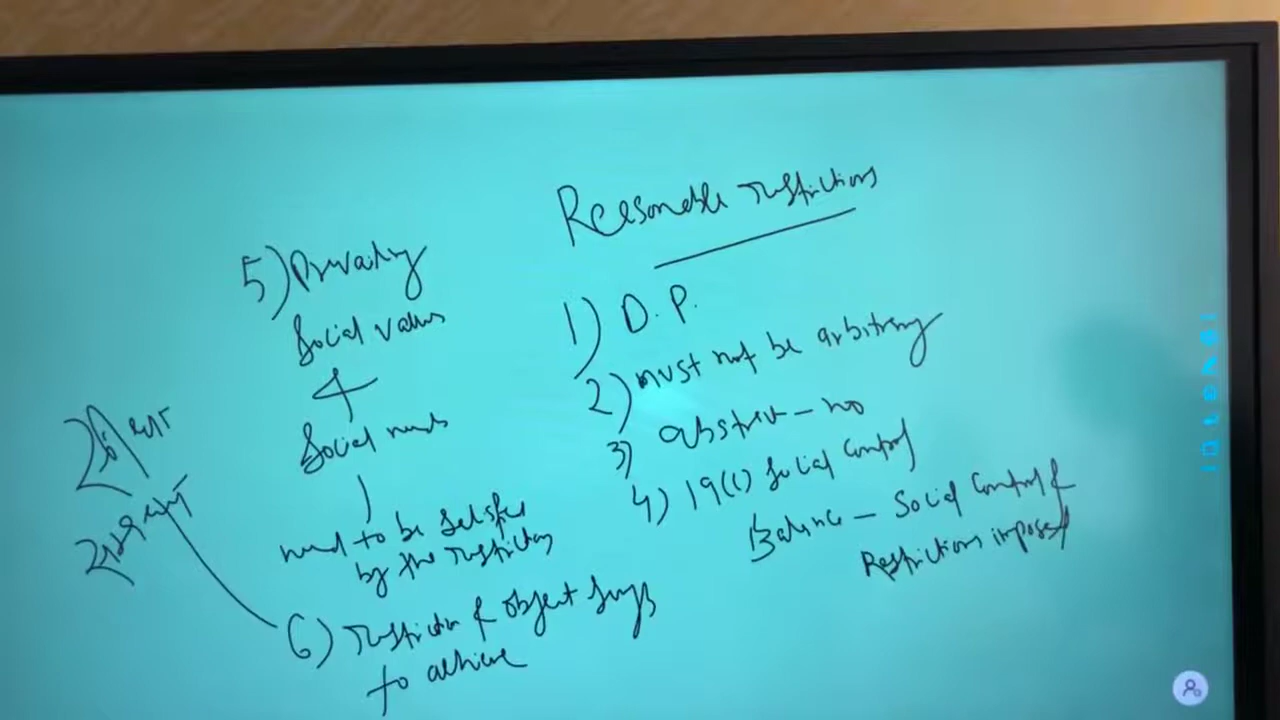 Reasonable restrictions
1) D.P.
2) must not be arbitrary
3) abstract - no
4) 19(1) Social Control
Balance - Social Control &
Restrictions imposed
5) Prevailing
Social values
&
Social needs
need to be satisfied
by the restriction
6) restriction & object
to achieve